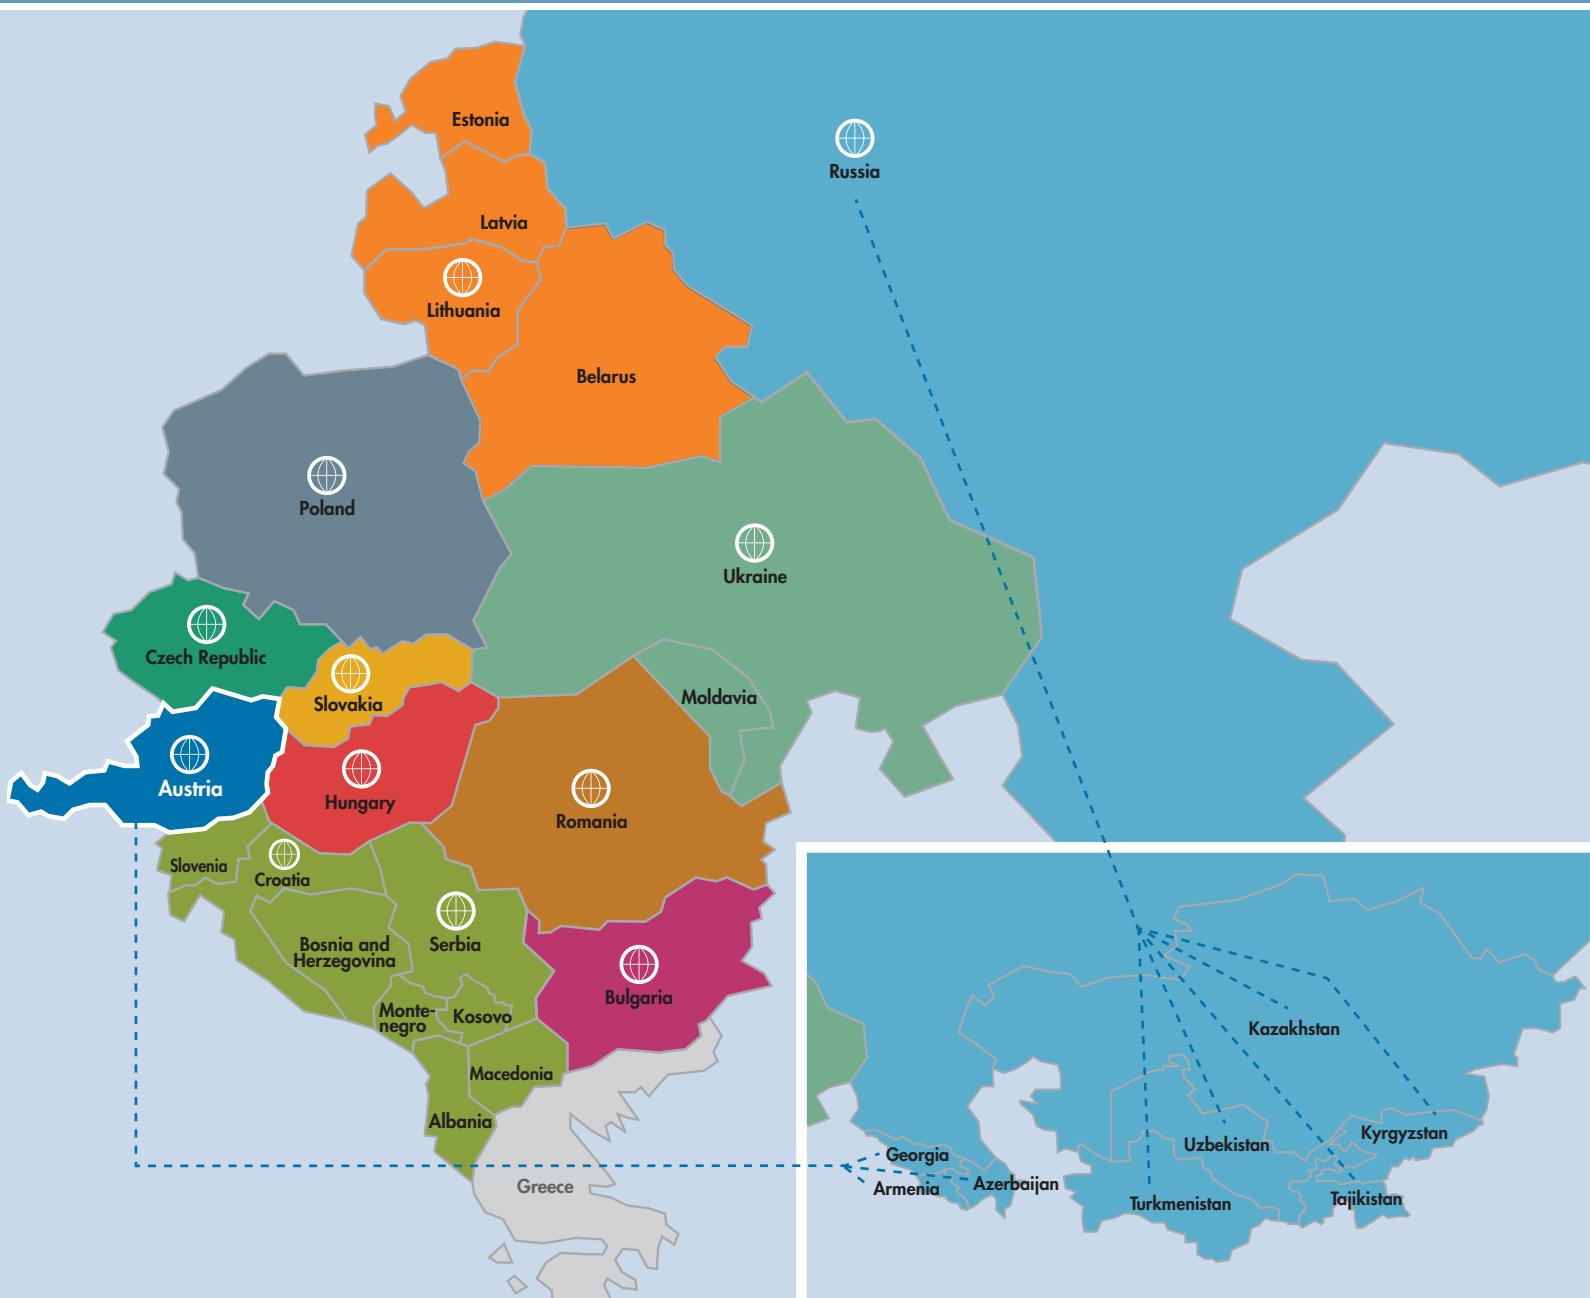 Estonia
Russia
Latvia
Lithuania
Belarus
Poland
Ukraine
Czech Republic
Slovakia
Moldavia
Austria
Hungary
Romania
Slovenia
Croatia
Bosnia and
Herzegovina
Serbia
Bulgaria
Monte-
negro
Kosovo
Macedonia
Albania
Greece
Kazakhstan
Kyrgyzstan
Uzbekistan
Georgia
Azerbaijan
Armenia
Turkmenistan
Tajikistan